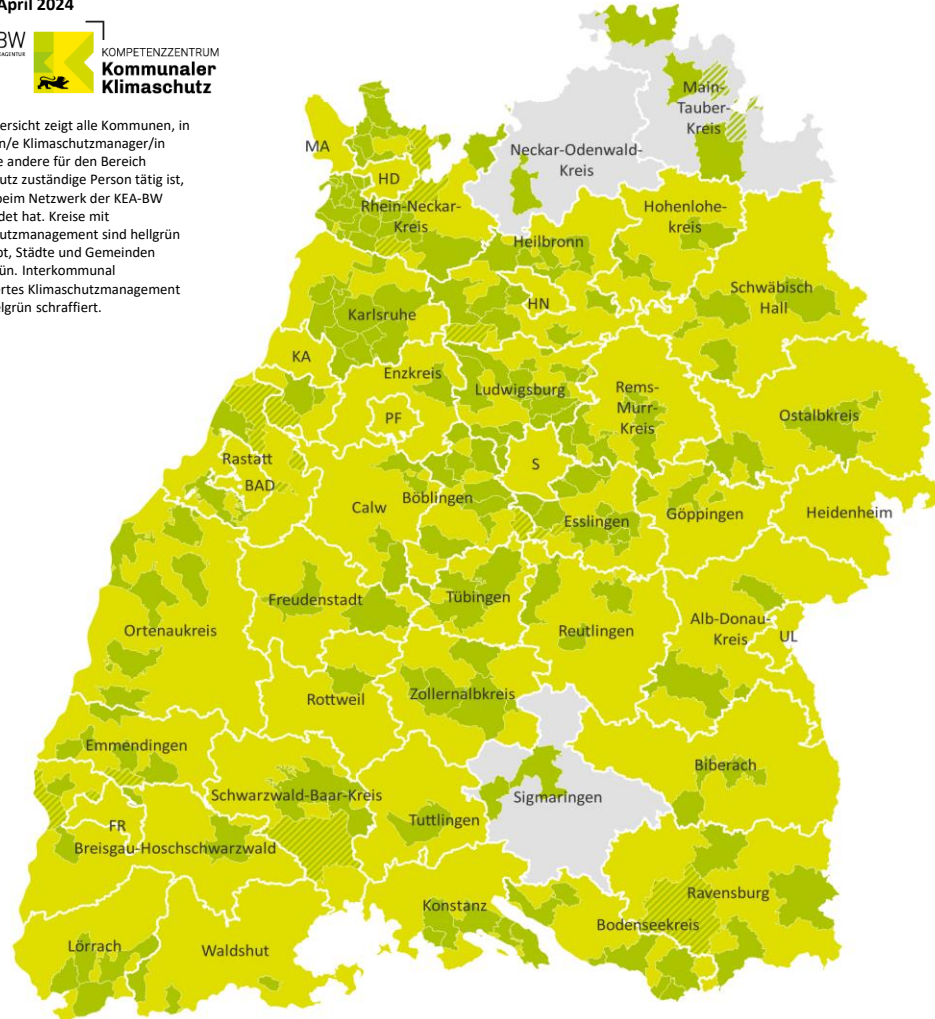 April 2024
BW
KOMPETENZZENTRUM
Kommunaler
Klimaschutz
ersicht zeigt alle Kommunen, in
n/e Klimaschutzmanager/in
e andere für den Bereich
utz zuständige Person tätig ist,
beim Netzwerk der KEA-BW
det hat. Kreise mit
utzmanagement sind hellgrün
ot, Städte und Gemeinden
ün. Interkommunal
ertes Klimaschutzmanagement
elgrün schraffiert.
Main-
Tauber-
Kreis
Neckar-Odenwald-
Kreis
MA
HD
Rhein-Neckar-
Kreis
Hohenlohe-
kreis
Heilbronn
HN
Schwäbisch
Hall
Karlsruhe
KA
Enzkreis
Ludwigsburg
Rems-
Murr-
Kreis
Ostalbkreis
PF
Rastatt
BAD
S
Calw
Böblingen
Esslingen
Göppingen
Heidenheim
Freudenstadt
Tübingen
Reutlingen
Alb-Donau-
Kreis
UL
Ortenaukreis
Rottweil
Zollernalbkreis
Emmendingen
Biberach
Schwarzwald-Baar-Kreis
Sigmaringen
Tuttlingen
FR
Breisgau-Hoschschwarzwald
Ravensburg
Konstanz
Bodenseekreis
Lörrach
Waldshut